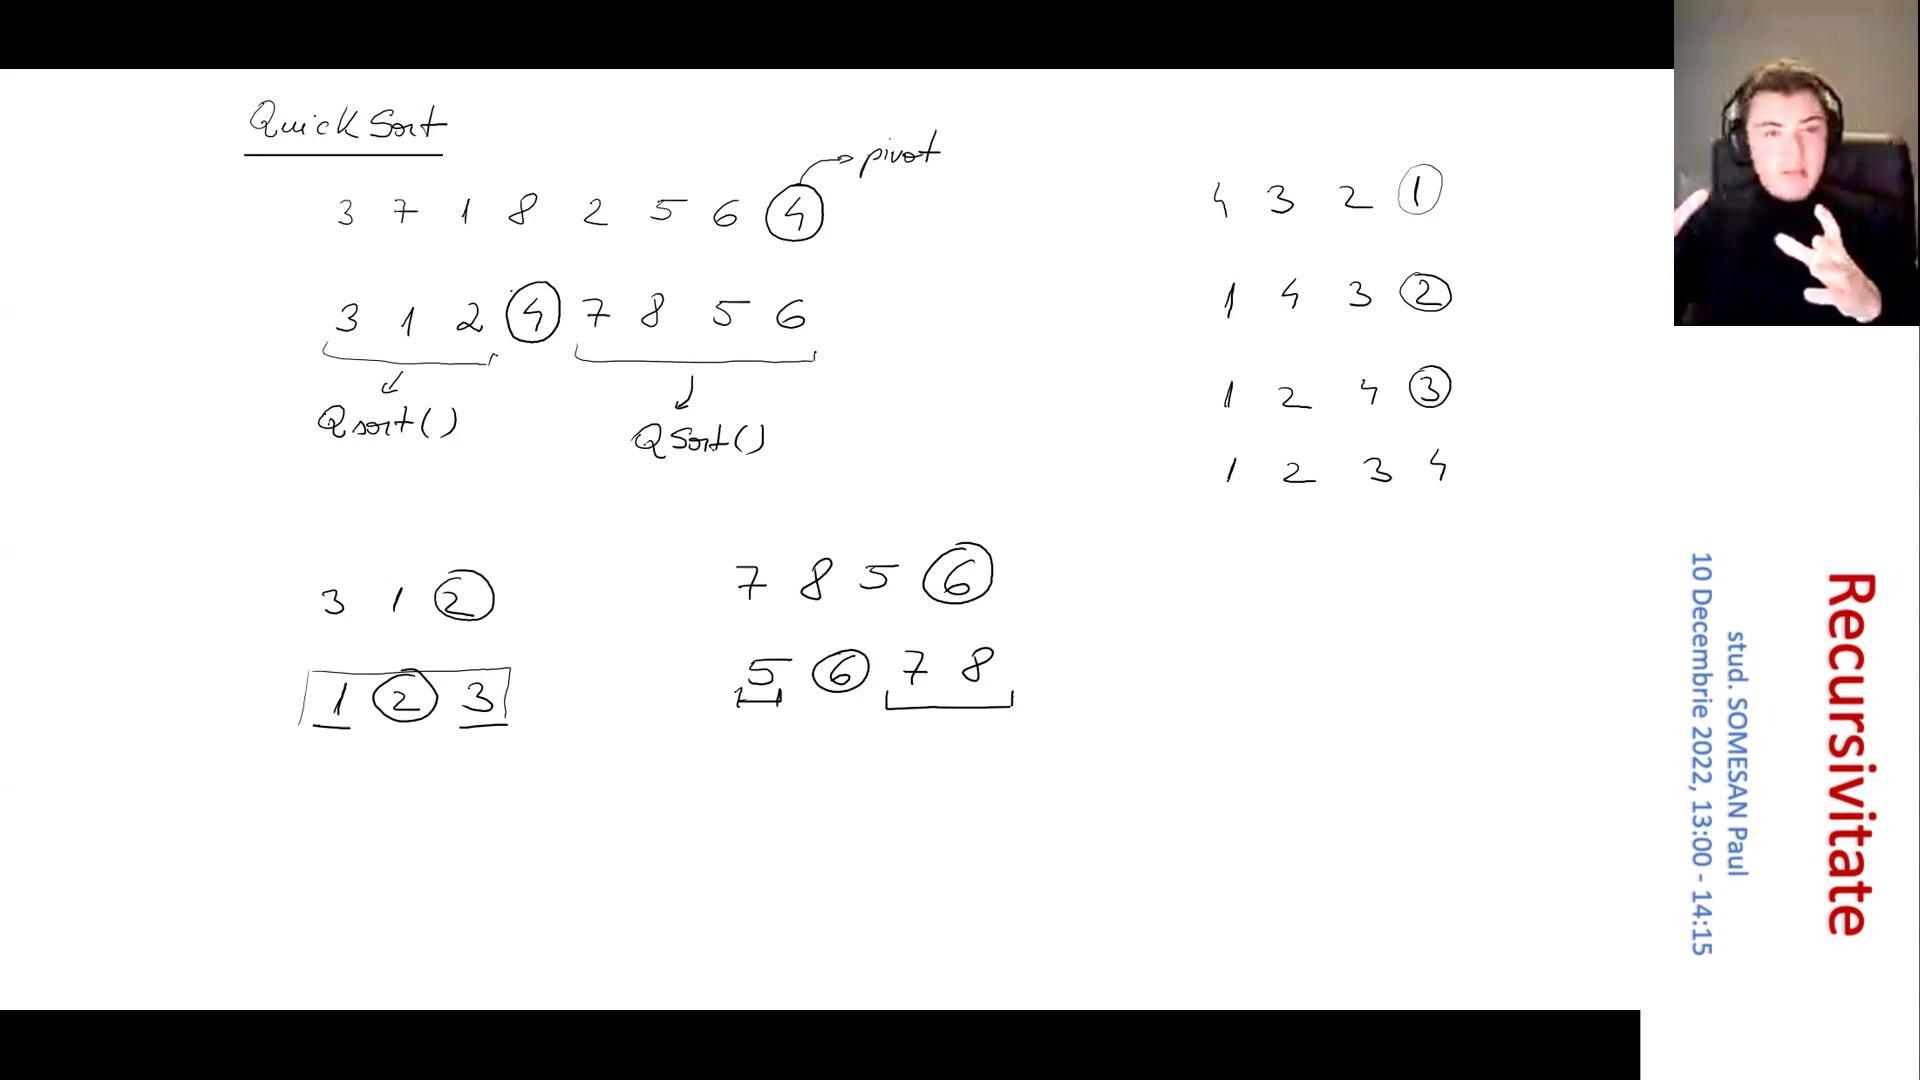 QuickSort
pivot
3 7 1 8 2 5 6 4
3 1 2 4 7 8 5 6
Qsort()
QSort()
3 1 2
1 2 3
7 8 5 6
5 6 7 8
4 3 2 1
1 4 3 2
1 2 4 3
1 2 3 4
Recursivitate
stud. SOMESAN Paul
10 Decembrie 2022, 13:00 - 14:15